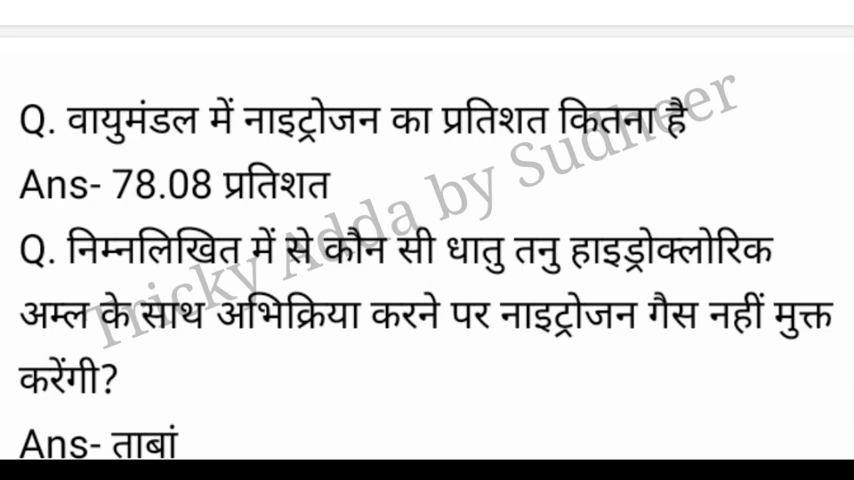 Q. वायुमंडल में नाइट्रोजन का प्रतिशत कितना है
Ans- 78.08 प्रतिशत
Q. निम्नलिखित में से कौन सी धातु तनु हाइड्रोक्लोरिक
अम्ल के साथ अभिक्रिया करने पर नाइट्रोजन गैस नहीं मुक्त
करेंगी?
Ans- ताबां
Tricky Adda by Sudheer